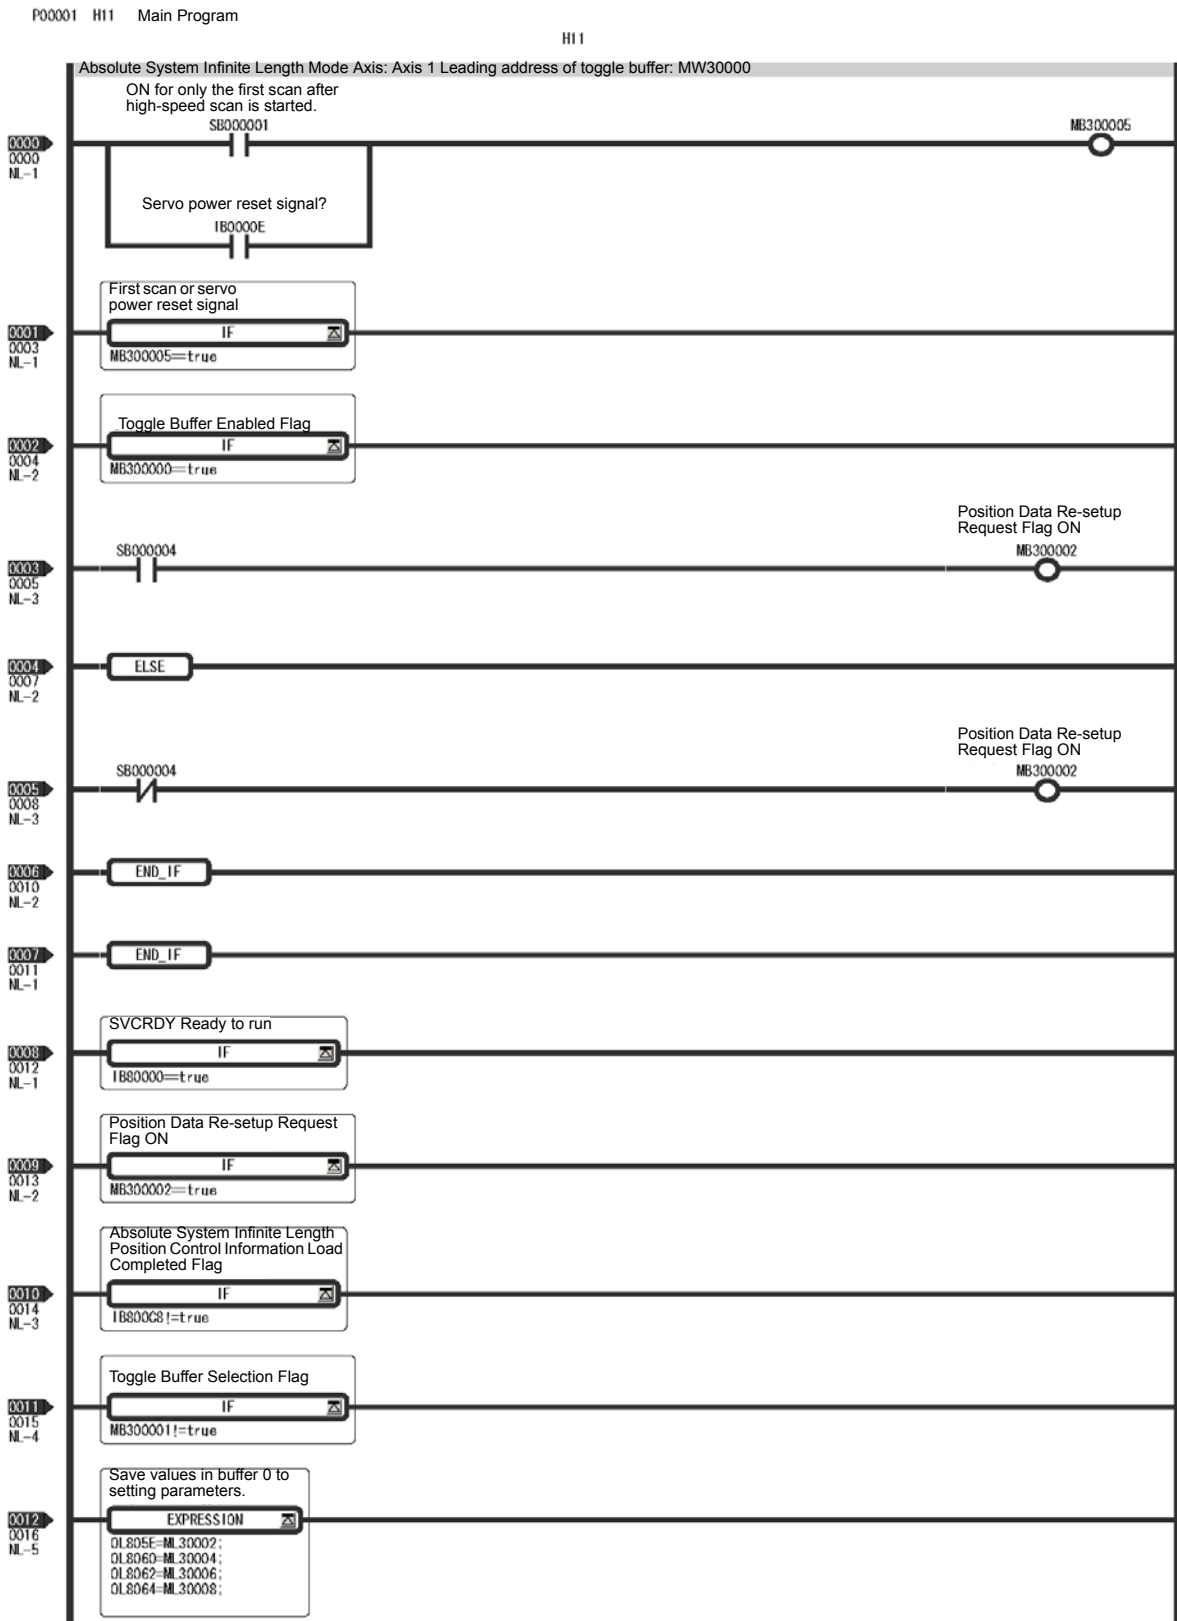 P00001 H11 Main Program
H11
Absolute System Infinite Length Mode Axis: Axis 1 Leading address of toggle buffer: MW30000
ON for only the first scan after
high-speed scan is started.
SB000001
MB300005
0000
0000
NL-1
Servo power reset signal?
IB0000E
First scan or servo
power reset signal
0001
IF
0003
NL-1
MB300005==true
Toggle Buffer Enabled Flag
0002
IF
0004
NL-2
MB300000==true
Position Data Re-setup
Request Flag ON
SB000004
MB300002
0003
0005
NL-3
0004
ELSE
0007
NL-2
Position Data Re-setup
Request Flag ON
SB000004
MB300002
0005
0008
NL-3
0006
END_IF
0010
NL-2
0007
END_IF
0011
NL-1
SVCRDY Ready to run
0008
IF
0012
NL-1
IB80000==true
Position Data Re-setup Request
Flag ON
0009
IF
0013
NL-2
MB300002==true
Absolute System Infinite Length
Position Control Information Load
Completed Flag
0010
IF
0014
NL-3
IB800C8!=true
Toggle Buffer Selection Flag
0011
IF
0015
NL-4
MB300001!=true
Save values in buffer 0 to
setting parameters.
0012
EXPRESSION
0016
NL-5
OL805E=ML30002;
OL8060=ML30004;
OL8062=ML30006;
OL8064=ML30008;